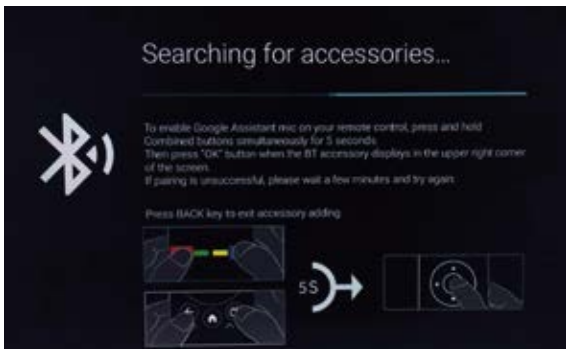 Searching for accessories...
To enable Google Assistant mic on your remote control, press and hold
Combined buttons simultaneously for 5 seconds.
Then press "OK" button when the BT accessory displays in the upper right corner
of the screen.
If pairing is unsuccessful, please wait a few minutes and try again.
Press BACK key to exit accessory adding
5S